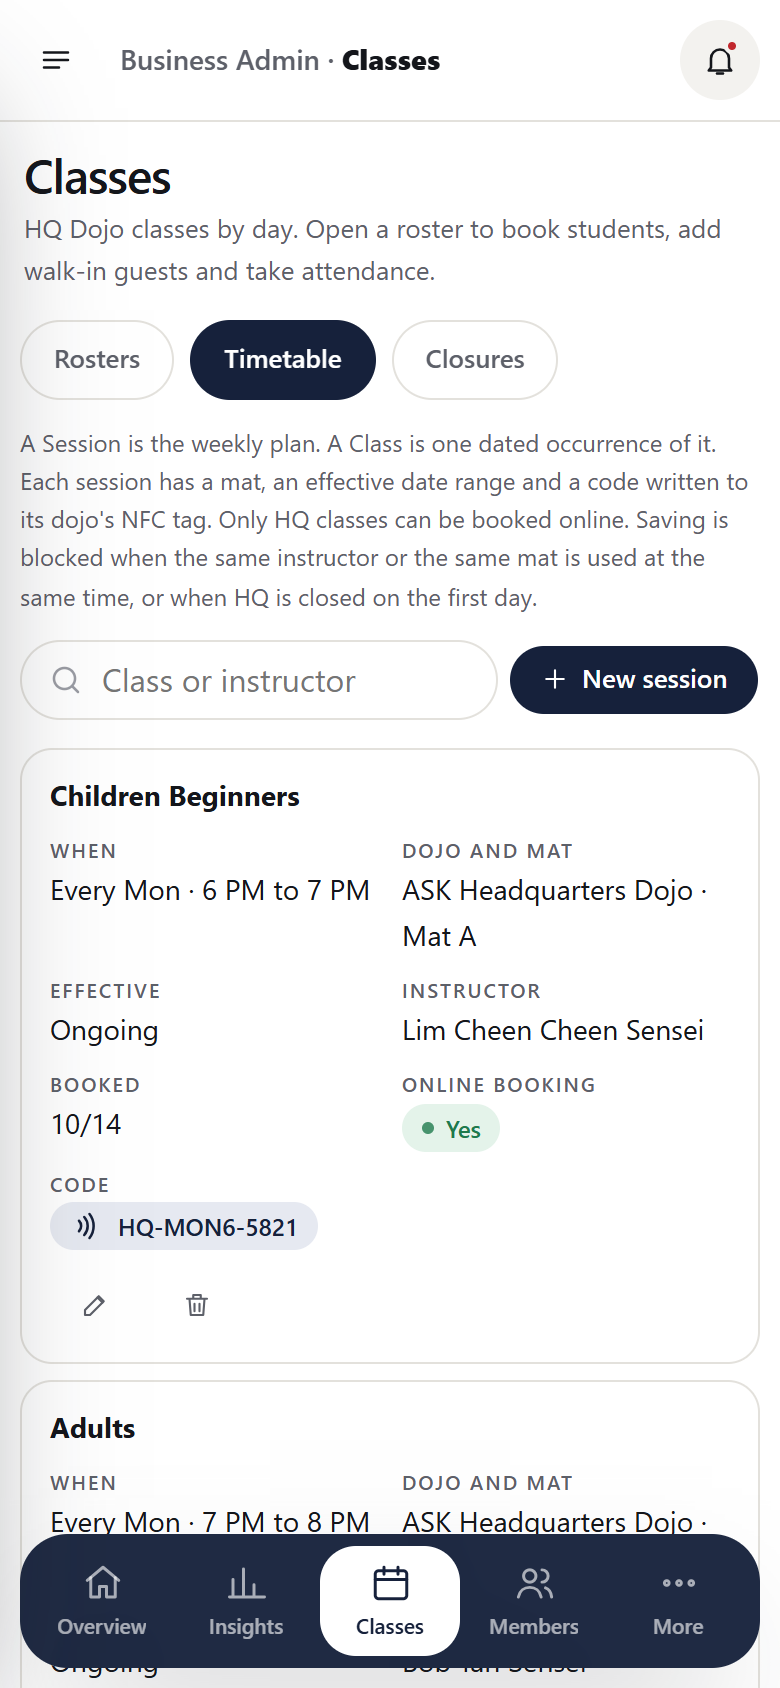 Business Admin · Classes
Classes
HQ Dojo classes by day. Open a roster to book students, add
walk-in guests and take attendance.
Rosters
Timetable
Closures
A Session is the weekly plan. A Class is one dated occurrence of it.
Each session has a mat, an effective date range and a code written to
its dojo's NFC tag. Only HQ classes can be booked online. Saving is
blocked when the same instructor or the same mat is used at the
same time, or when HQ is closed on the first day.
Class or instructor
New session
Children Beginners
WHEN
Every Mon · 6 PM to 7 PM
DOJO AND MAT
ASK Headquarters Dojo ·
Mat A
EFFECTIVE
Ongoing
INSTRUCTOR
Lim Cheen Cheen Sensei
BOOKED
10/14
ONLINE BOOKING
Yes
CODE
HQ-MON6-5821
Adults
WHEN
Every Mon · 7 PM to 8 PM
DOJO AND MAT
ASK Headquarters Dojo ·
Ongoing
Overview
Insights
Classes
Members
More